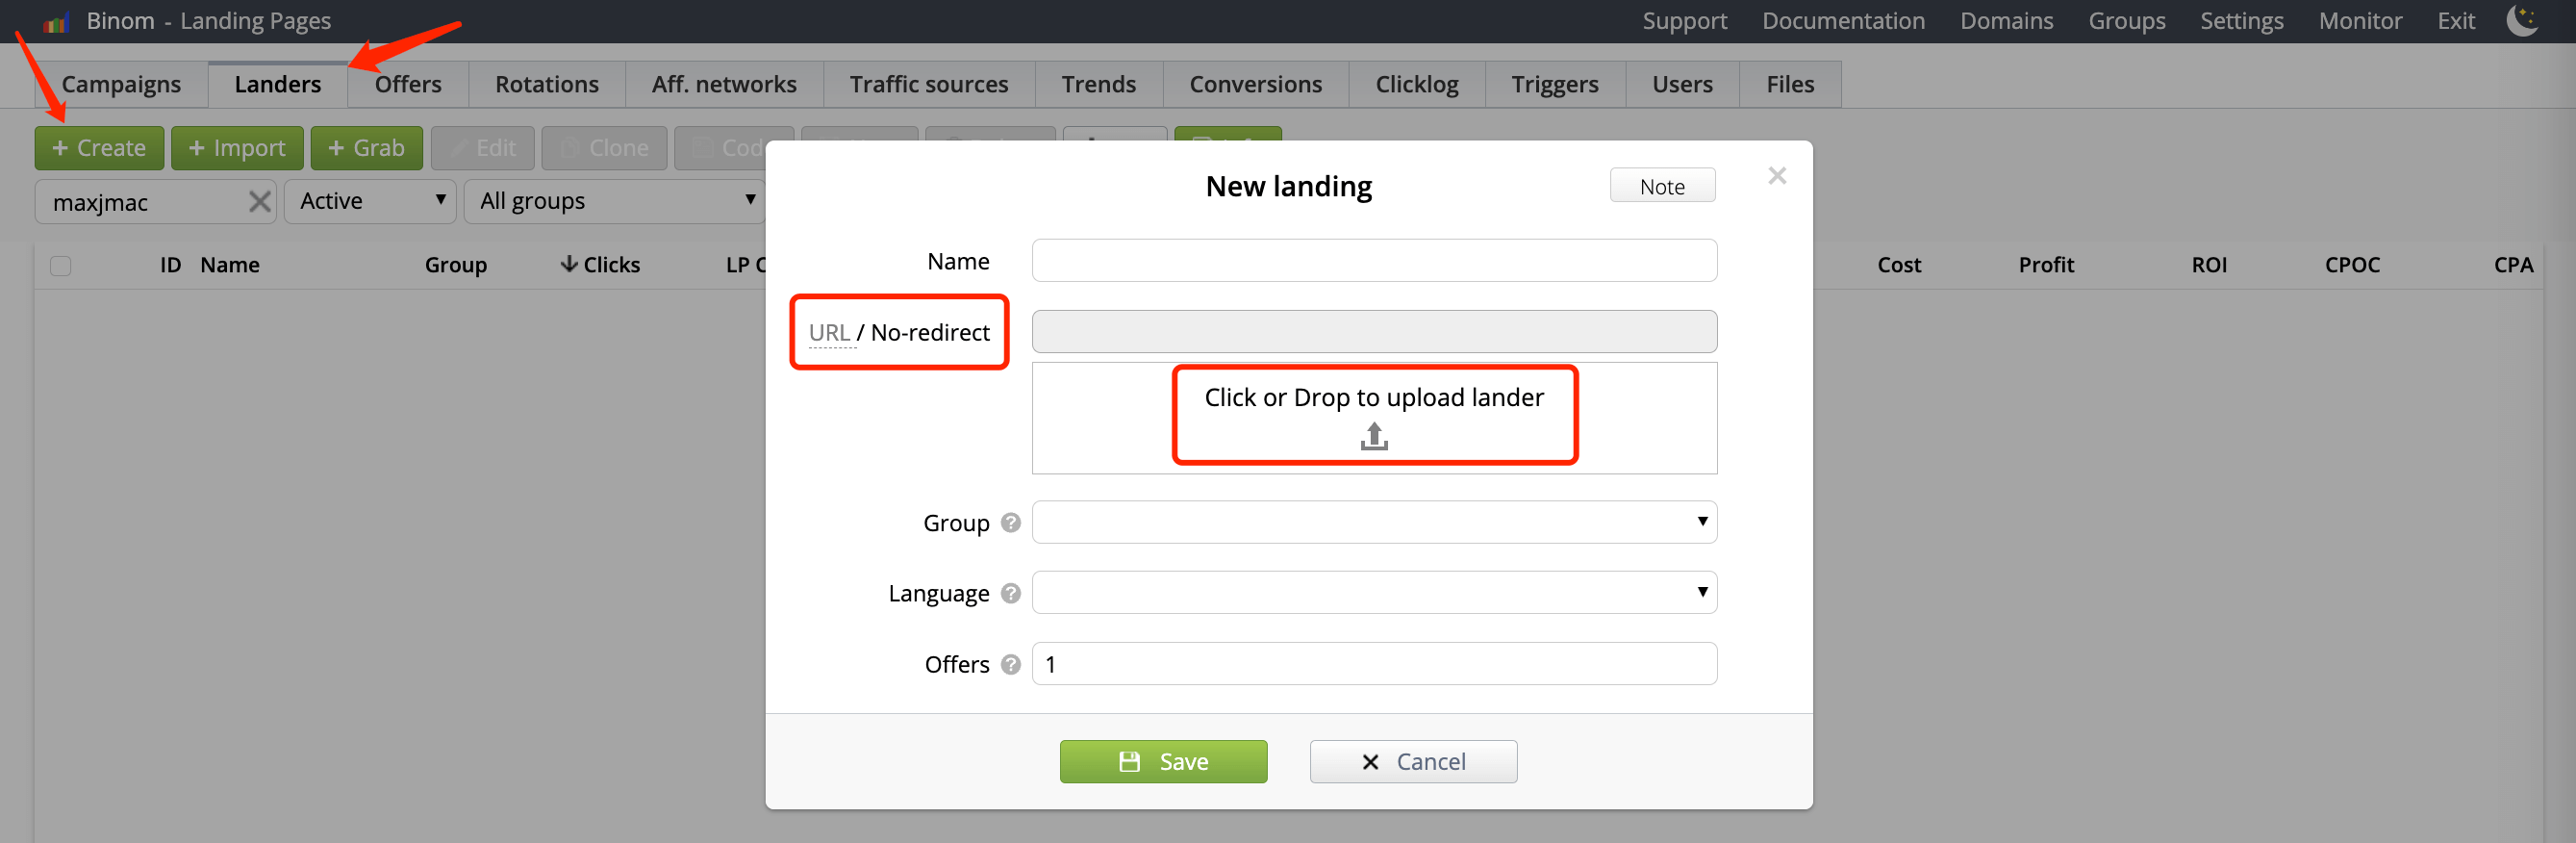 Binom - Landing Pages Support Documentation Domains Groups Settings Monitor Exit
Campaigns Landers Offers Rotations Aff. networks Traffic sources Trends Conversions Clicklog Triggers Users Files
+ Create + Import + Grab Edit Clone
maxjmac Active All groups
ID Name Group Clicks LP Cost Profit ROI CPOC CPA
New landing Note
Name
URL / No-redirect
Click or Drop to upload lander
Group ?
Language ?
Offers ? 1
Save Cancel